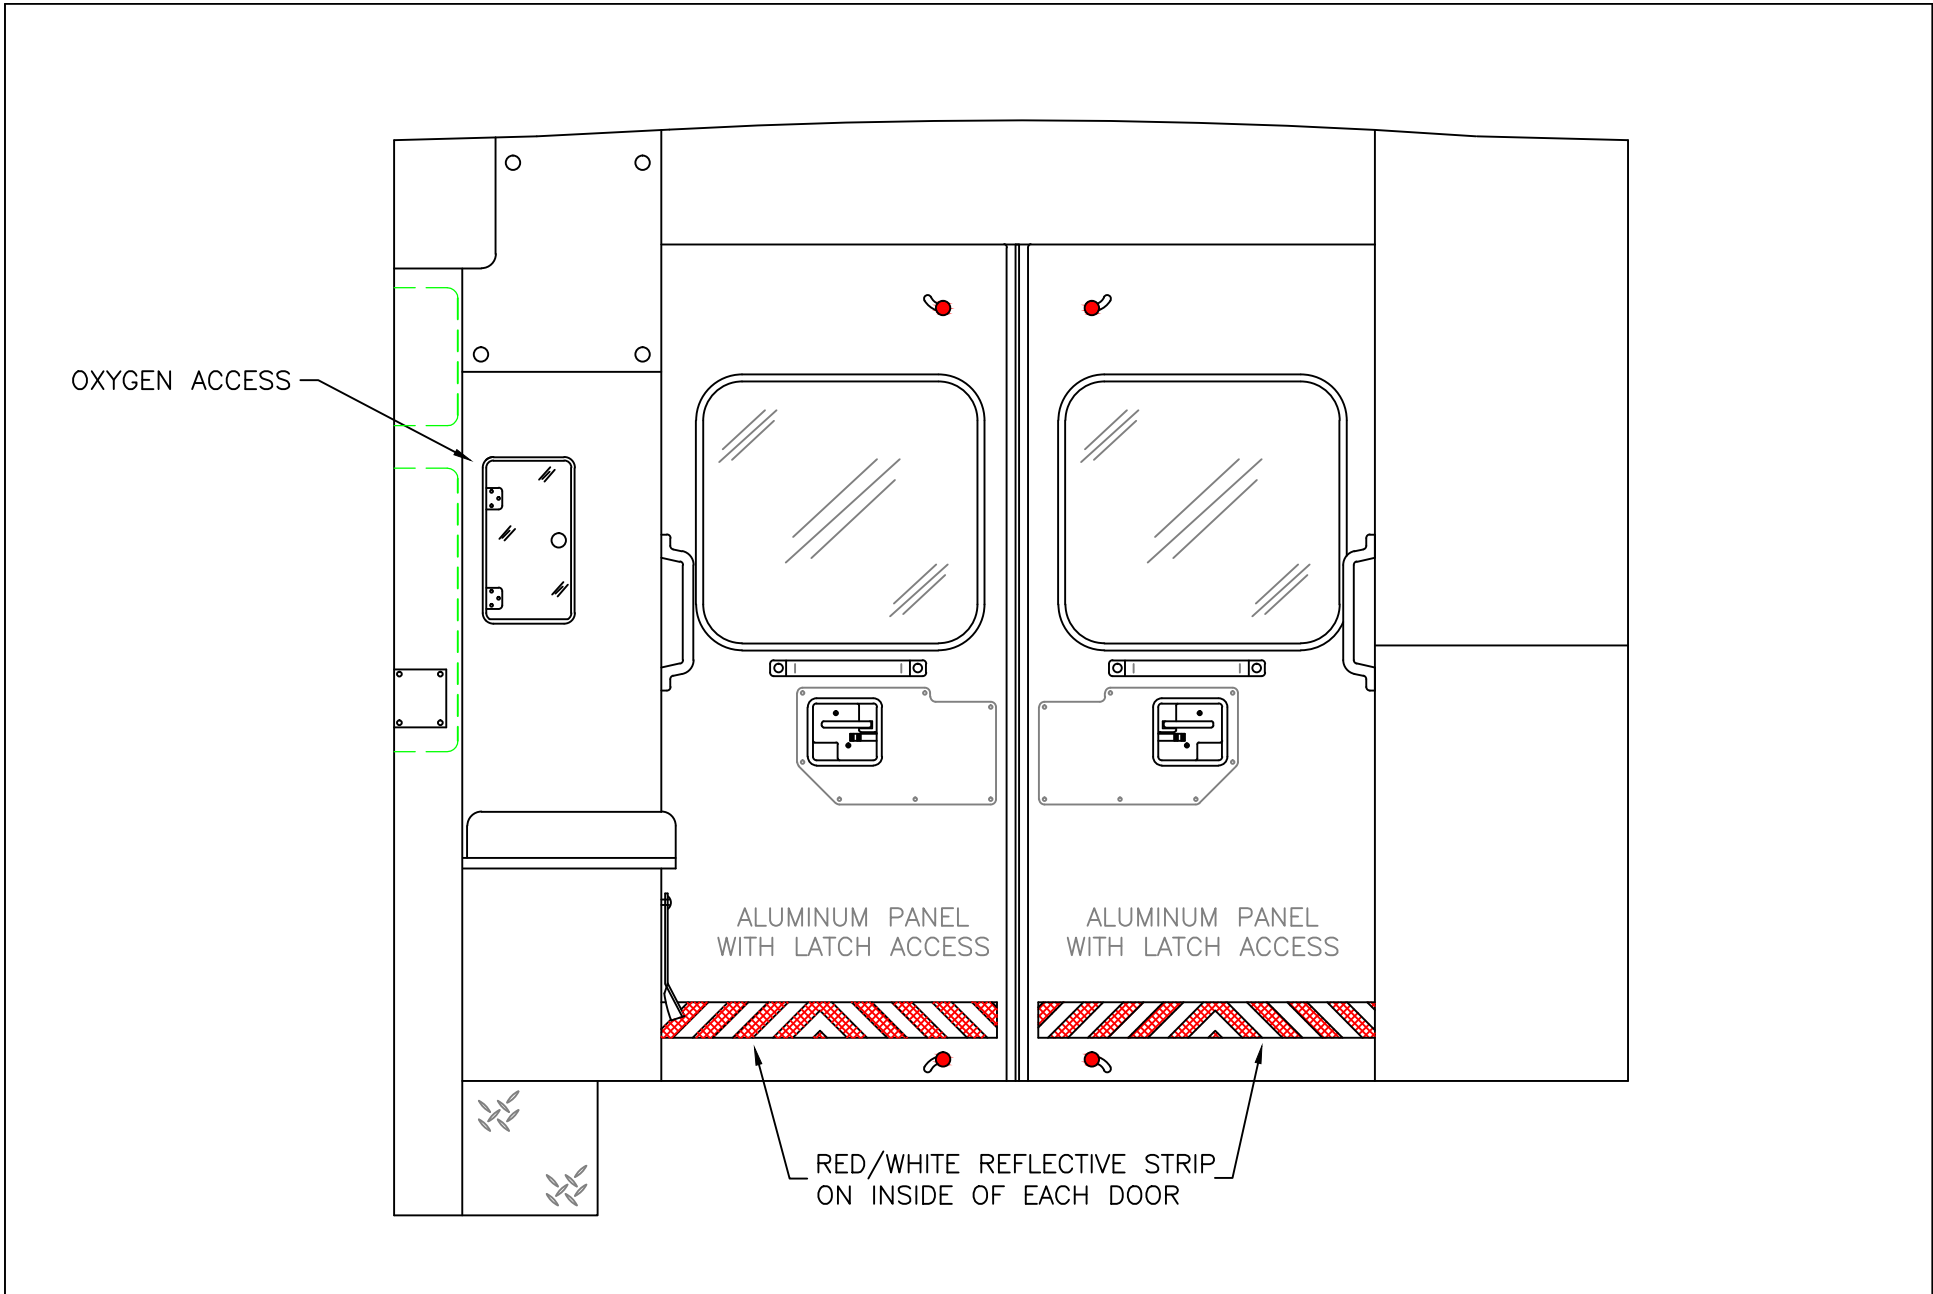 OXYGEN ACCESS
ALUMINUM PANEL
WITH LATCH ACCESS
ALUMINUM PANEL
WITH LATCH ACCESS
RED/WHITE REFLECTIVE STRIP
ON INSIDE OF EACH DOOR